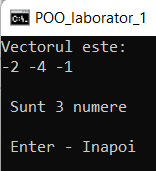 POO_laborator_1
Vectorul este:
-2 -4 -1
Sunt 3 numere
Enter - Inapoi